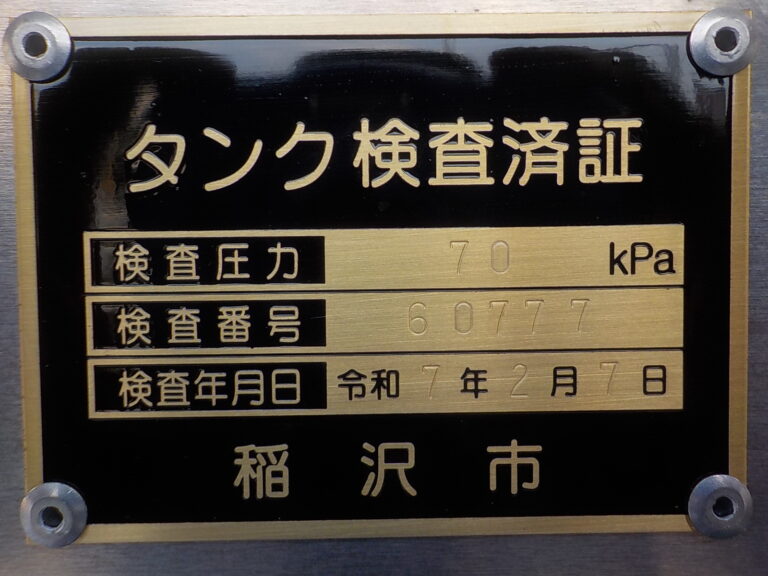 タンク検査済証
検査圧力 70 kPa
検査番号 60777
検査年月日 令和7年2月7日
稲沢市